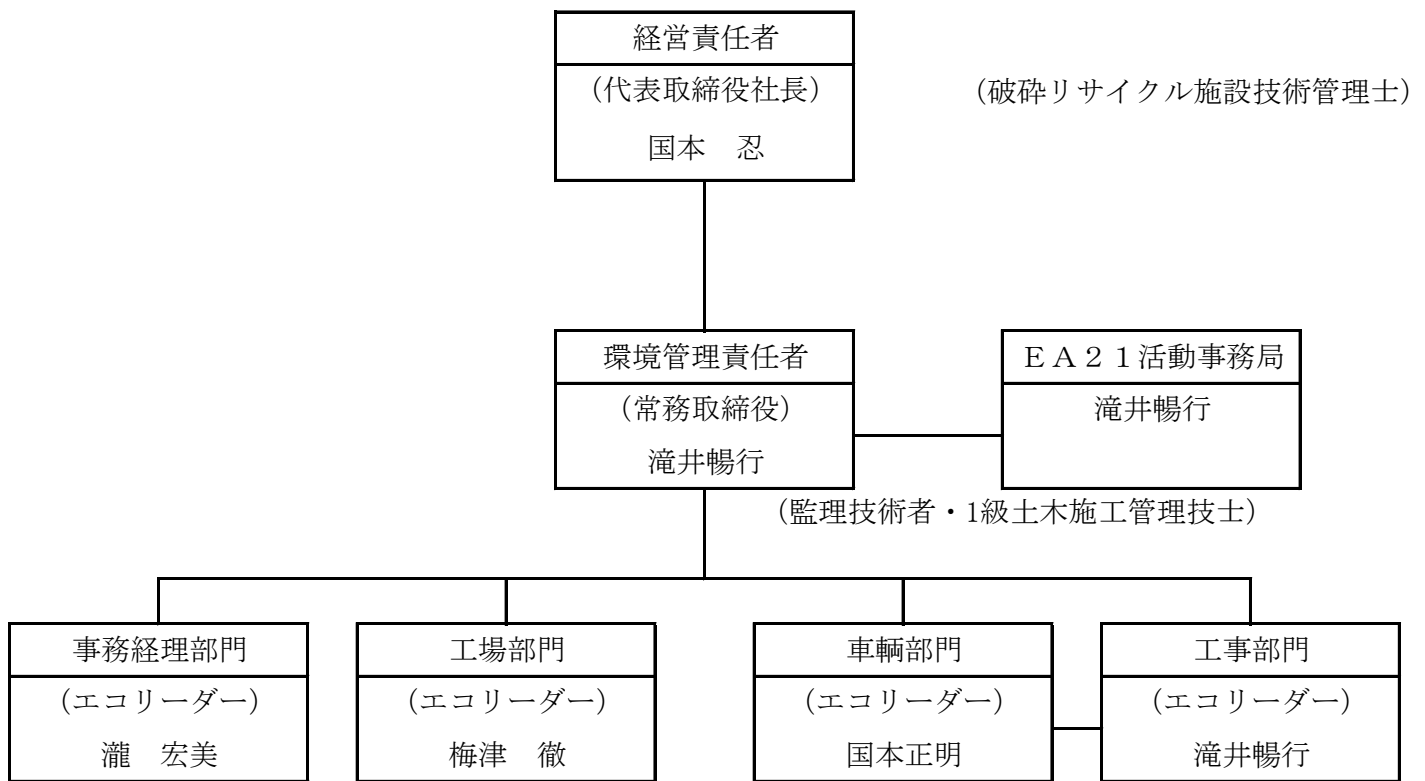 経営責任者
(代表取締役社長)
(破砕リサイクル施設技術管理士)
国本　忍
環境管理責任者
ＥＡ２１活動事務局
(常務取締役)
滝井暢行
滝井暢行
(監理技術者・1級土木施工管理技士)
事務経理部門
工場部門
車輌部門
工事部門
(エコリーダー)
(エコリーダー)
(エコリーダー)
(エコリーダー)
瀧　宏美
梅津　徹
国本正明
滝井暢行